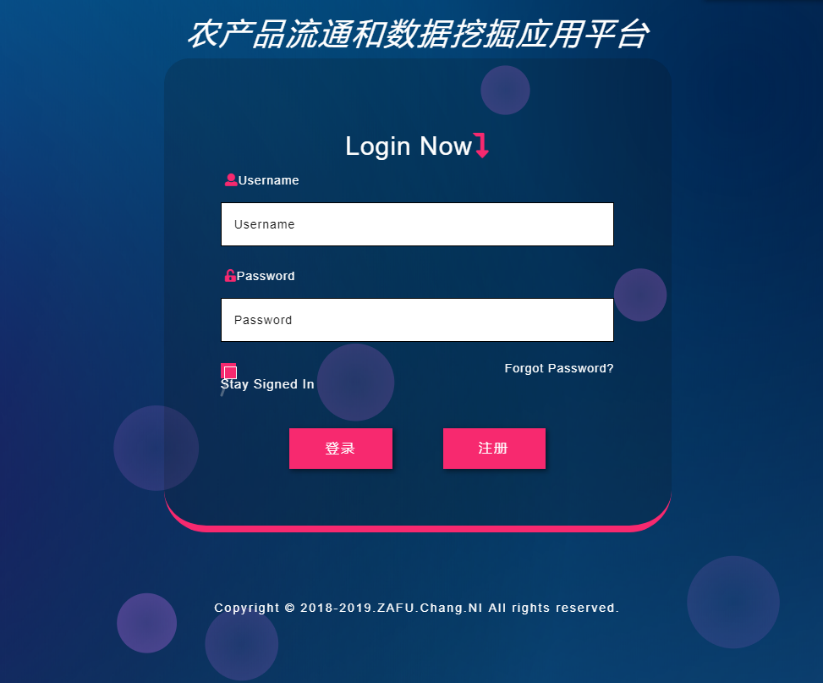 农产品流通和数据挖掘应用平台
Login Now
Username
Username
Password
Password
Forgot Password?
Stay Signed In
登录 注册
Copyright © 2018-2019.ZAFU.Chang.NI All rights reserved.